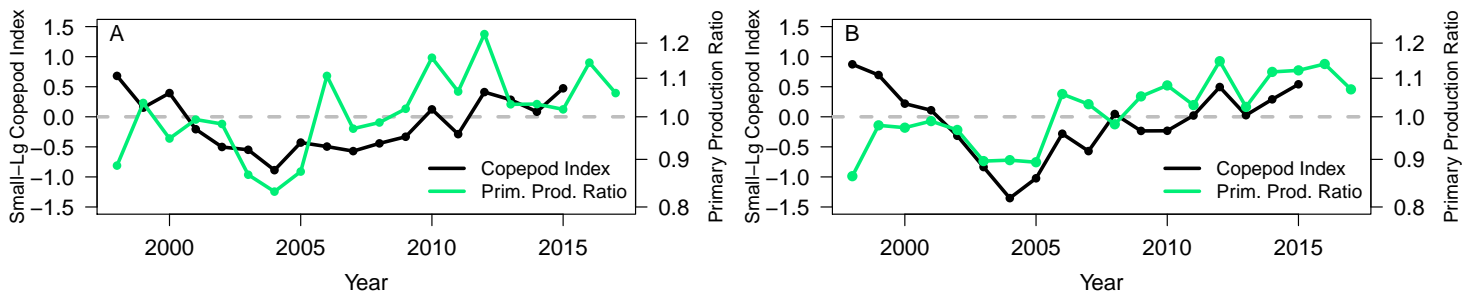 A
Small−Lg Copepod Index
1.5
1.0
0.5
0.0
−0.5
−1.0
−1.5
Copepod Index
Prim. Prod. Ratio
1.2
1.1
1.0
0.9
0.8
Primary Production Ratio
2000 2005 2010 2015
Year
B
Small−Lg Copepod Index
1.5
1.0
0.5
0.0
−0.5
−1.0
−1.5
Copepod Index
Prim. Prod. Ratio
1.2
1.1
1.0
0.9
0.8
Primary Production Ratio
2000 2005 2010 2015
Year